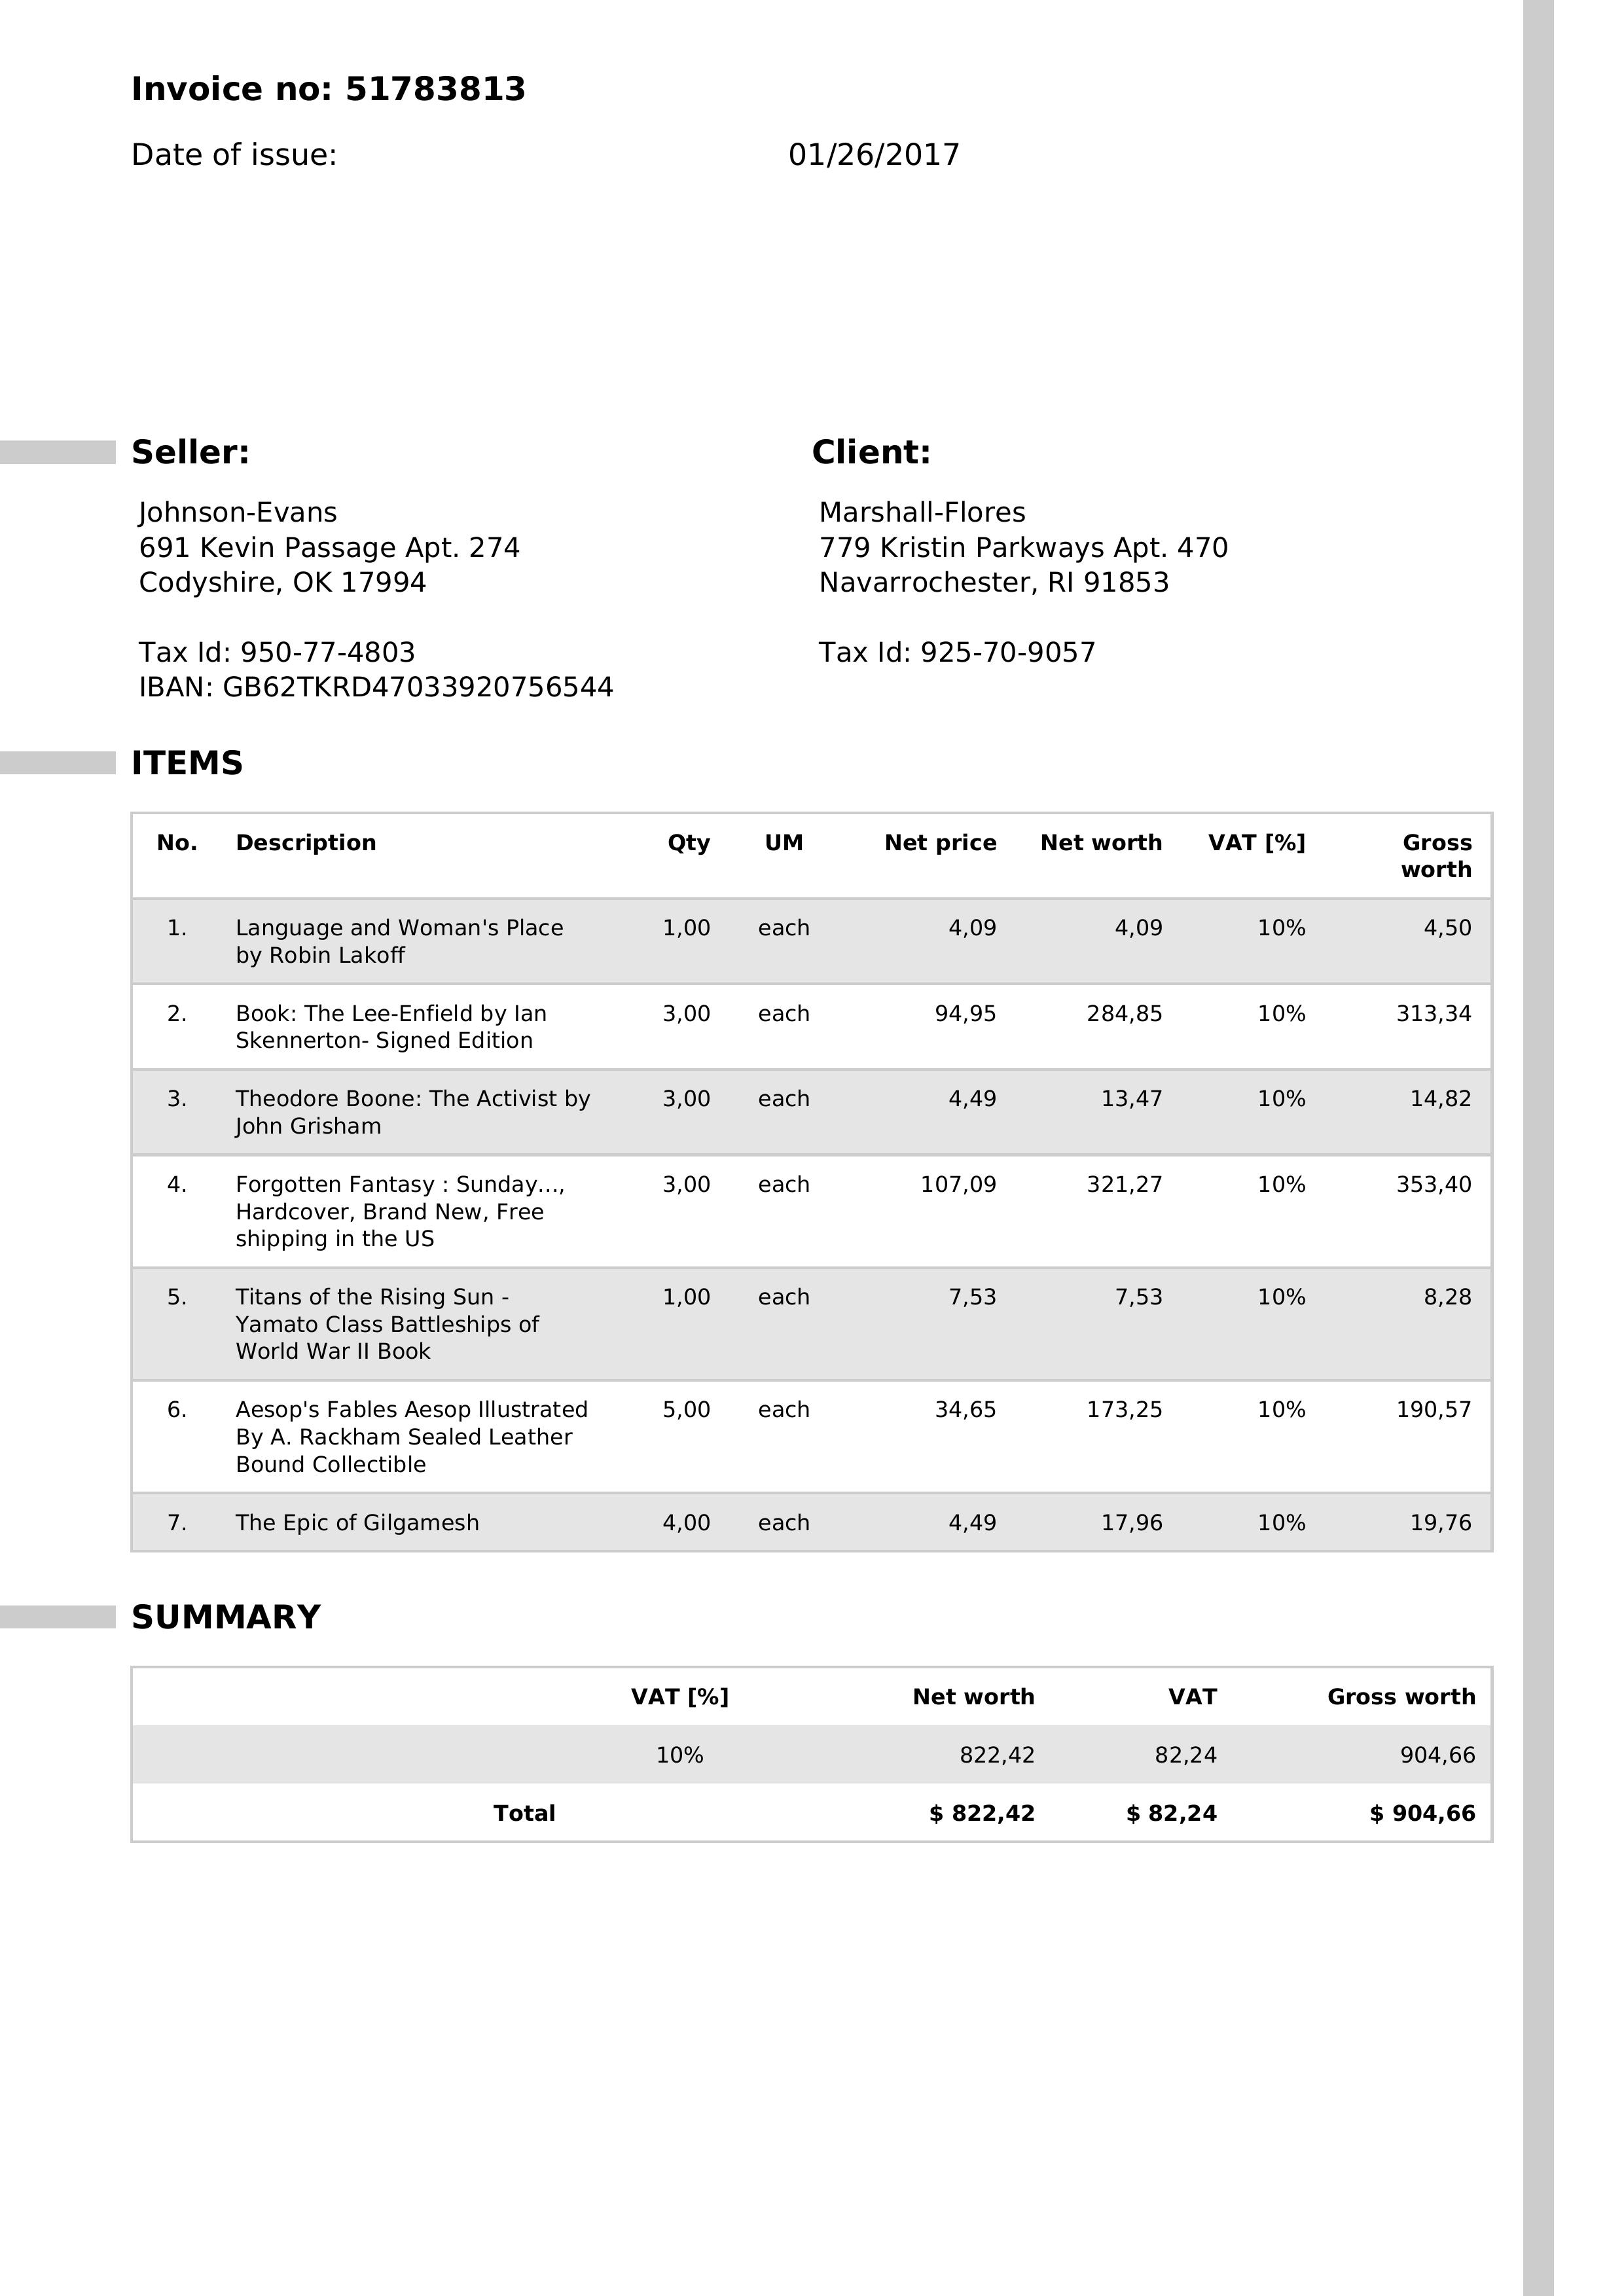 Invoice no: 51783813
Date of issue: 01/26/2017
Seller:
Johnson-Evans
691 Kevin Passage Apt. 274
Codyshire, OK 17994
Tax Id: 950-77-4803
IBAN: GB62TKRD47033920756544
Client:
Marshall-Flores
779 Kristin Parkways Apt. 470
Navarrochester, RI 91853
Tax Id: 925-70-9057
ITEMS
No. Description Qty UM Net price Net worth VAT [%] Gross
worth
1. Language and Woman's Place 1,00 each 4,09 4,09 10% 4,50
by Robin Lakoff
2. Book: The Lee-Enfield by Ian 3,00 each 94,95 284,85 10% 313,34
Skennerton- Signed Edition
3. Theodore Boone: The Activist by 3,00 each 4,49 13,47 10% 14,82
John Grisham
4. Forgotten Fantasy : Sunday..., 3,00 each 107,09 321,27 10% 353,40
Hardcover, Brand New, Free
shipping in the US
5. Titans of the Rising Sun - 1,00 each 7,53 7,53 10% 8,28
Yamato Class Battleships of
World War II Book
6. Aesop's Fables Aesop Illustrated 5,00 each 34,65 173,25 10% 190,57
By A. Rackham Sealed Leather
Bound Collectible
7. The Epic of Gilgamesh 4,00 each 4,49 17,96 10% 19,76
SUMMARY
VAT [%] Net worth VAT Gross worth
10% 822,42 82,24 904,66
Total $ 822,42 $ 82,24 $ 904,66